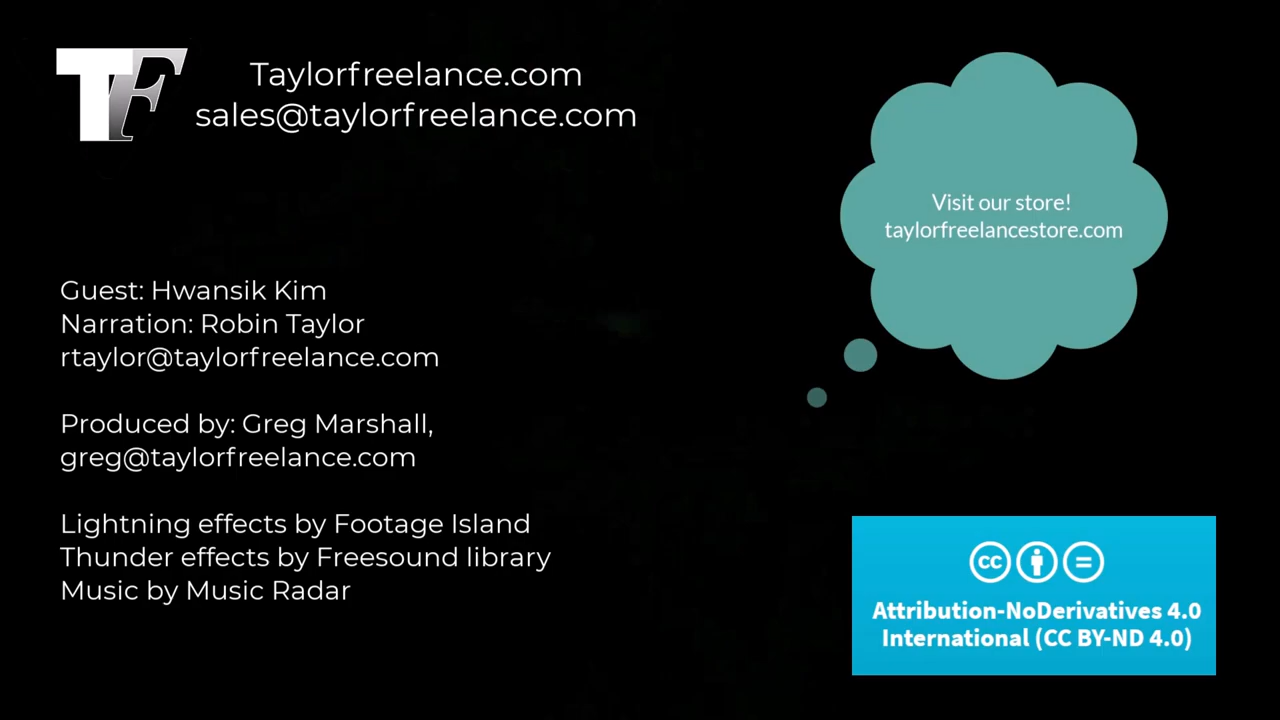 TF
Taylorfreelance.com
sales@taylorfreelance.com
Visit our store!
taylorfreelancestore.com
Guest: Hwansik Kim
Narration: Robin Taylor
rtaylor@taylorfreelance.com
Produced by: Greg Marshall,
greg@taylorfreelance.com
Lightning effects by Footage Island
Thunder effects by Freesound library
Music by Music Radar
cc
Attribution-NoDerivatives 4.0
International (CC BY-ND 4.0)